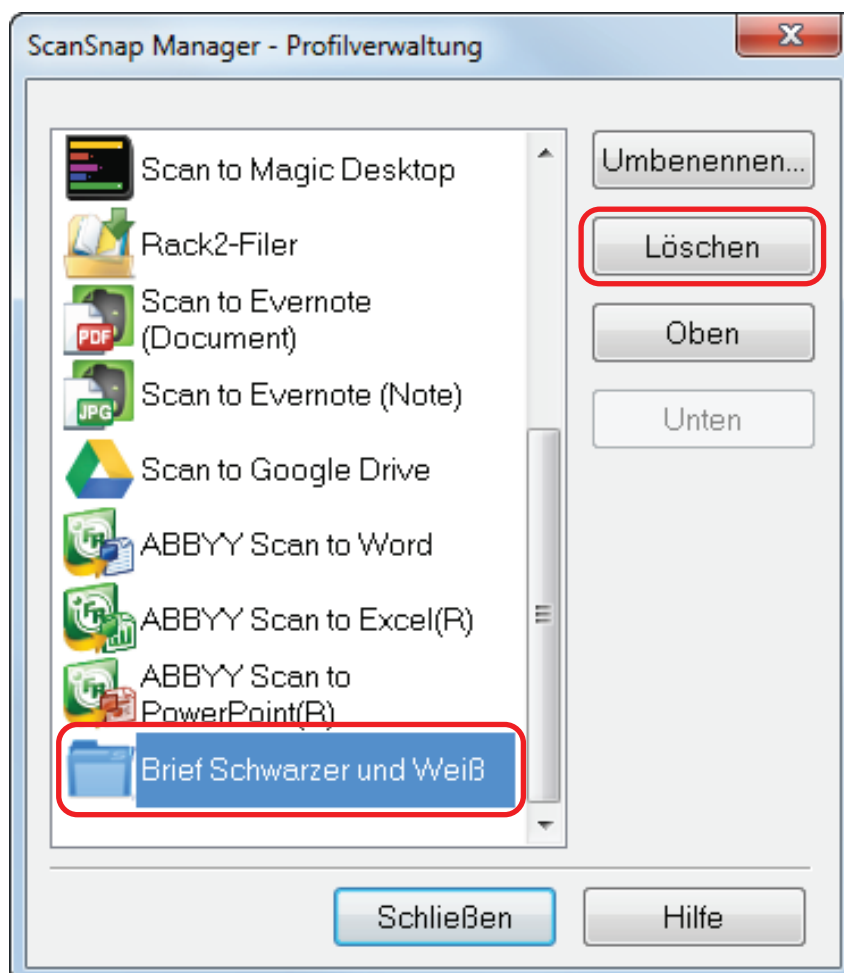 ScanSnap Manager - Profilverwaltung
Scan to Magic Desktop
Rack2-Filer
Scan to Evernote
(Document)
PDF
Scan to Evernote (Note)
JPG
Scan to Google Drive
ABBYY Scan to Word
ABBYY Scan to Excel(R)
ABBYY Scan to
PowerPoint(R)
Brief Schwarzer und Weiß
Umbenennen...
Löschen
Oben
Unten
Schließen
Hilfe